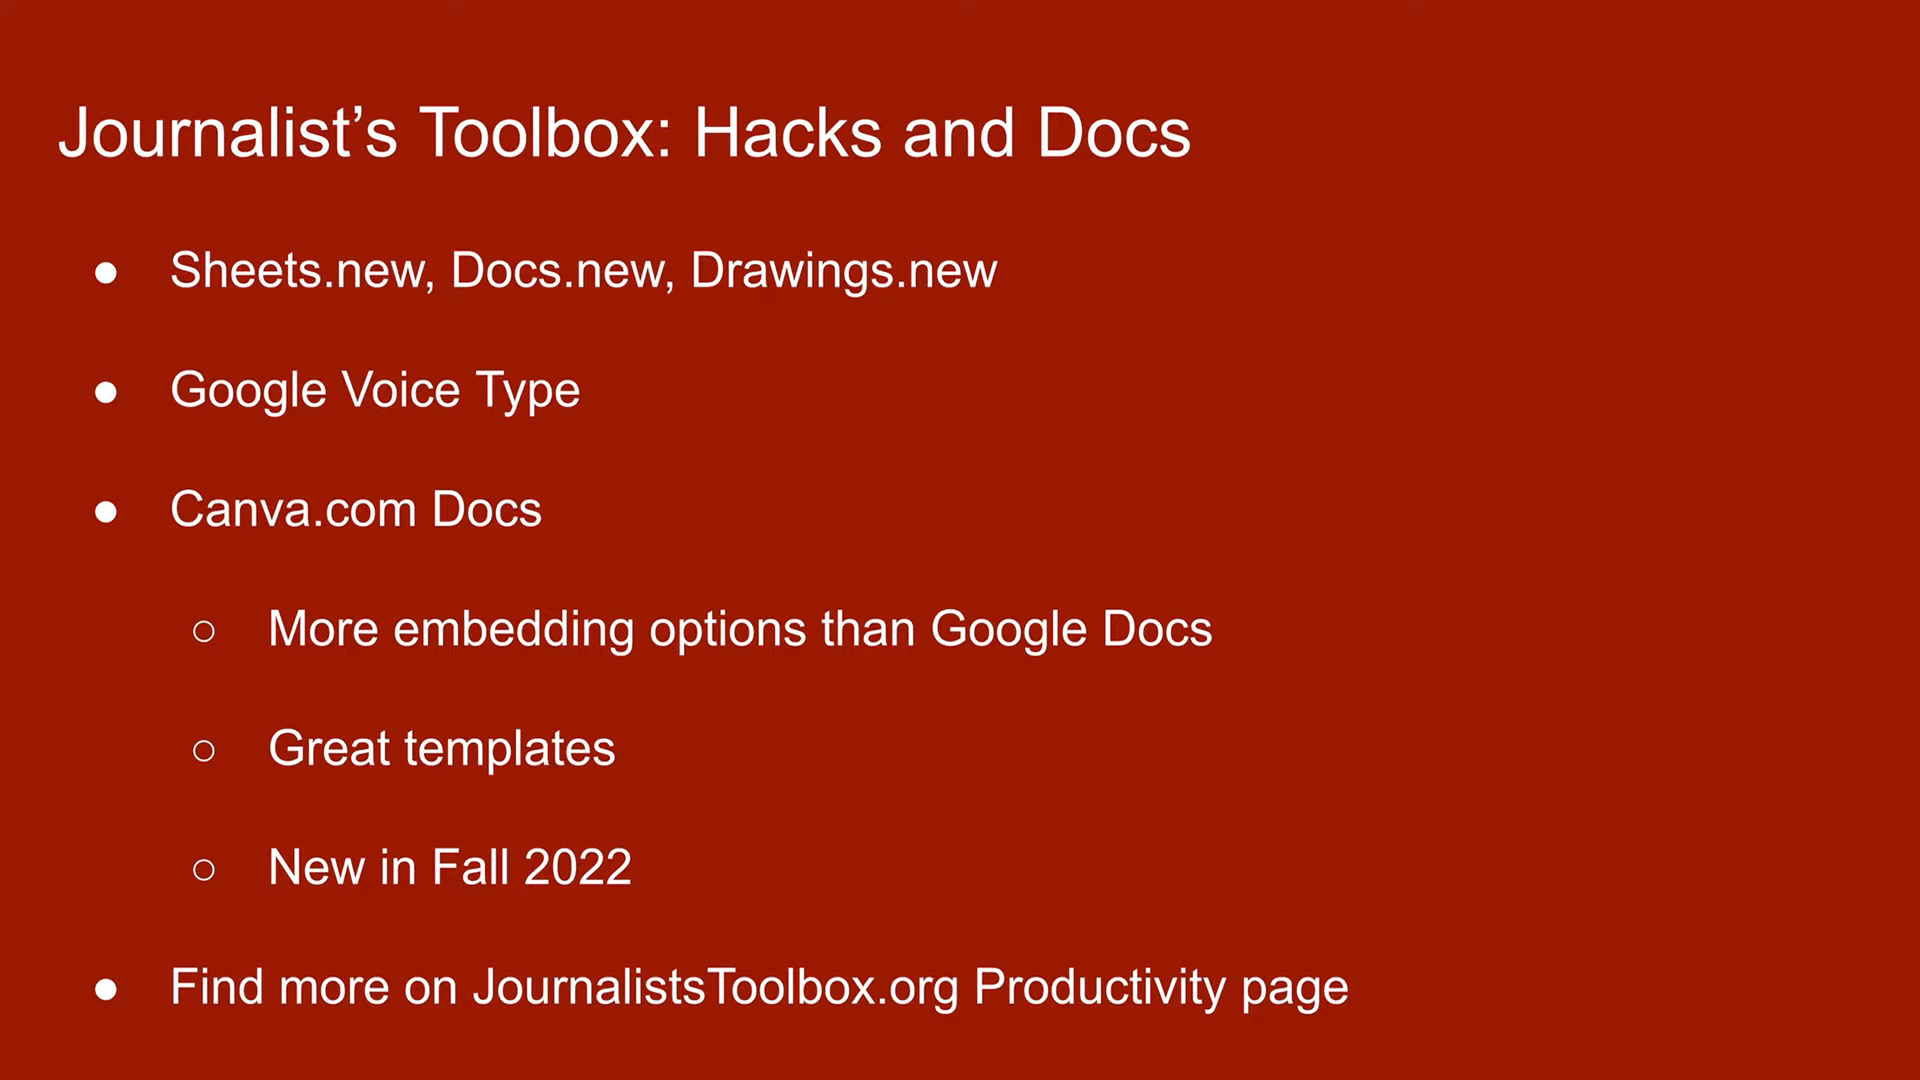 Journalist’s Toolbox: Hacks and Docs
● Sheets.new, Docs.new, Drawings.new
● Google Voice Type
● Canva.com Docs
○ More embedding options than Google Docs
○ Great templates
○ New in Fall 2022
● Find more on JournalistsToolbox.org Productivity page